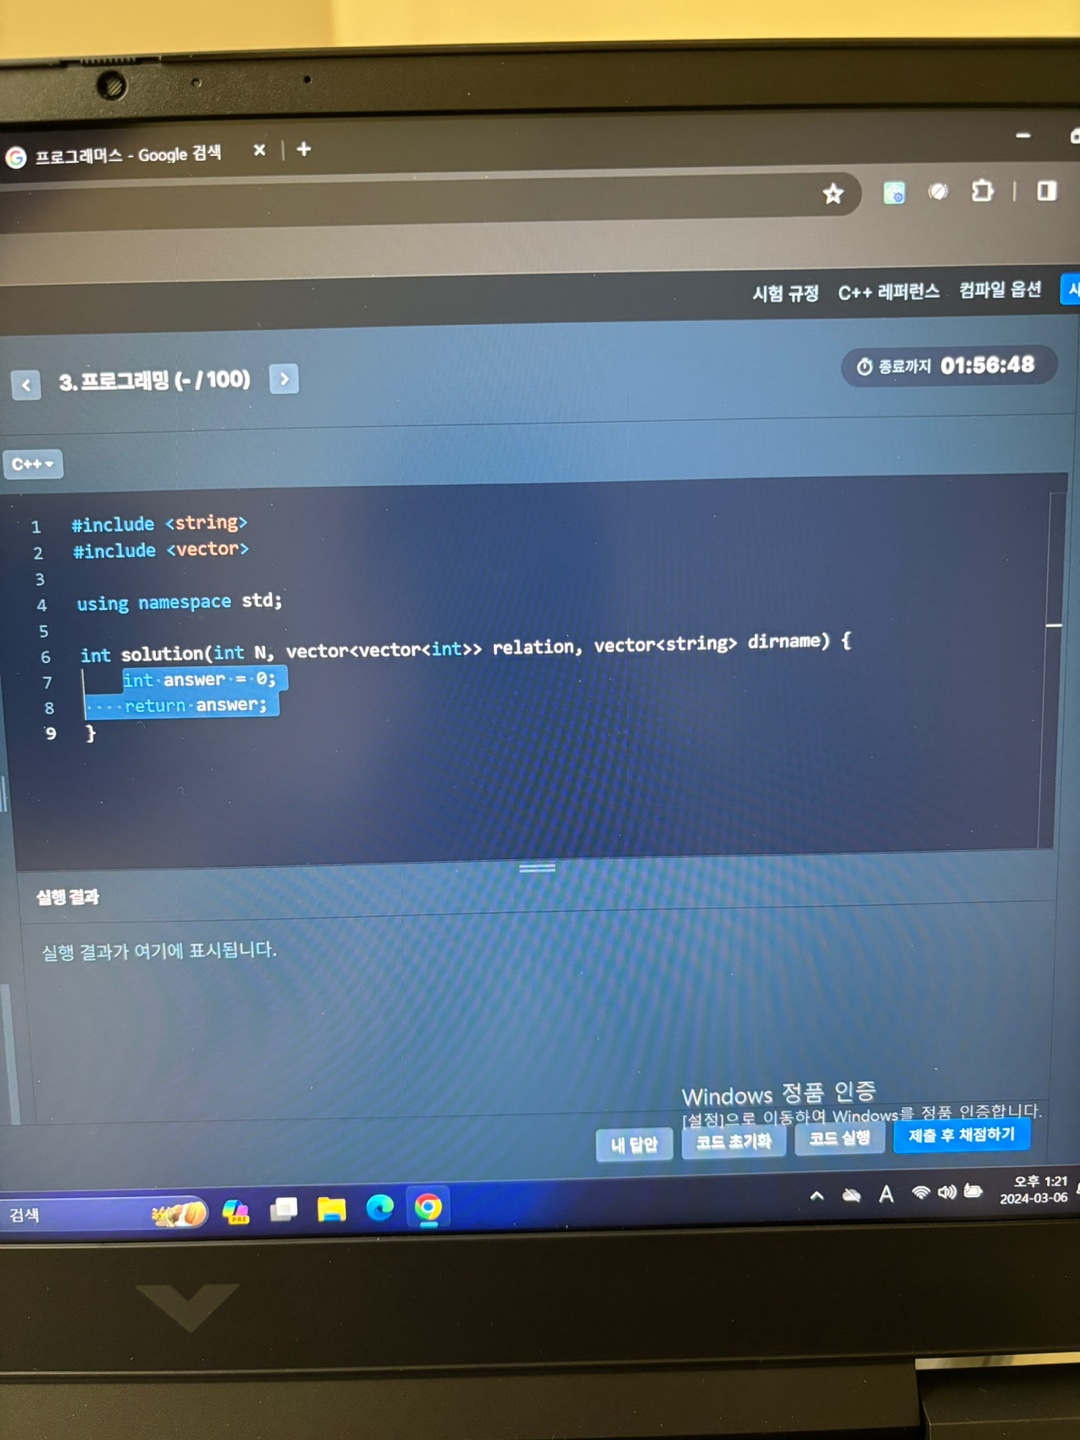 프로그래머스 - Google 검색
시험 규정 C++ 레퍼런스 컴파일 옵션
3. 프로그래밍 (- / 100)
종료까지 01:56:48
C++
1 #include <string>
2 #include <vector>
3
4 using namespace std;
5
6 int solution(int N, vector<vector<int>> relation, vector<string> dirname) {
7 int answer = 0;
8 return answer;
9 }
실행 결과
실행 결과가 여기에 표시됩니다.
Windows 정품 인증
[설정]으로 이동하여 Windows를 정품 인증합니다.
내 답안 코드 초기화 코드 실행 제출 후 채점하기
검색
PRE
A
오후 1:21
2024-03-06